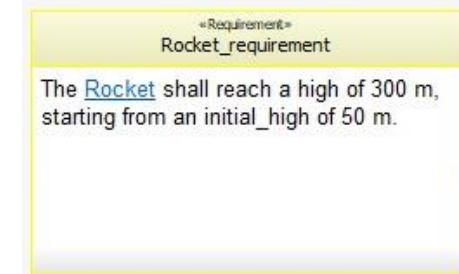 «Requirement»
Rocket_requirement
The Rocket shall reach a high of 300 m,
starting from an initial_high of 50 m.